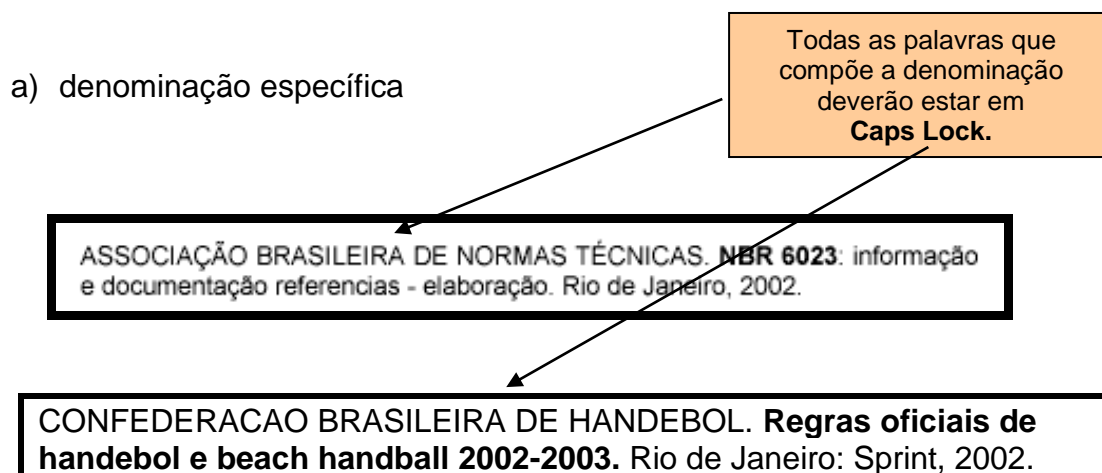 Todas as palavras que
compõe a denominação
deverão estar em
Caps Lock.
a) denominação específica
ASSOCIAÇÃO BRASILEIRA DE NORMAS TÉCNICAS. NBR 6023: informação
e documentação referencias - elaboração. Rio de Janeiro, 2002.
CONFEDERACAO BRASILEIRA DE HANDEBOL. Regras oficiais de
handebol e beach handball 2002-2003. Rio de Janeiro: Sprint, 2002.